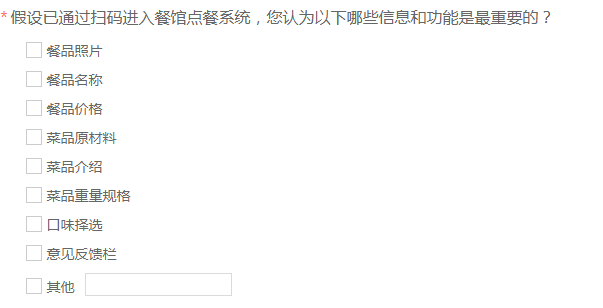 *假设已通过扫码进入餐馆点餐系统，您认为以下哪些信息和功能是最重要的？
餐品照片
餐品名称
餐品价格
菜品原材料
菜品介绍
菜品重量规格
口味择选
意见反馈栏
其他